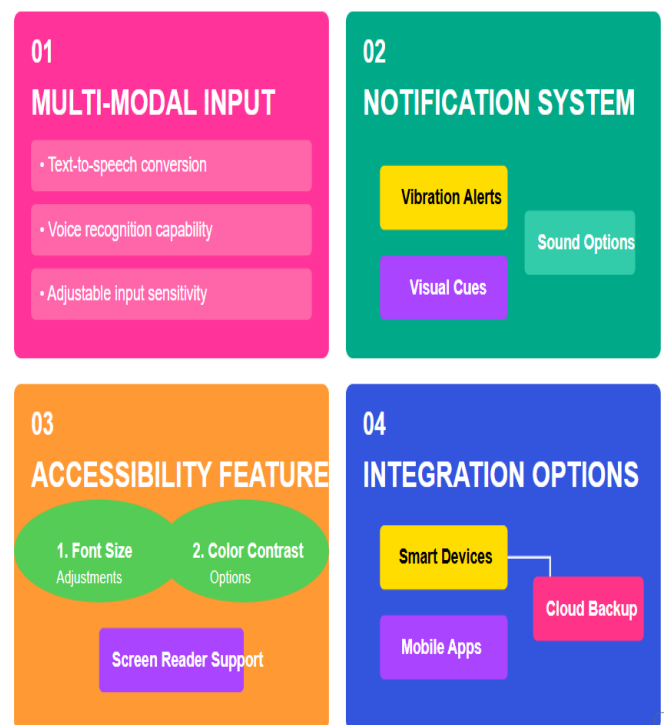 01
MULTI-MODAL INPUT
• Text-to-speech conversion
• Voice recognition capability
• Adjustable input sensitivity
02
NOTIFICATION SYSTEM
Vibration Alerts
Sound Options
Visual Cues
03
ACCESSIBILITY FEATURE
1. Font Size
Adjustments
2. Color Contrast
Options
Screen Reader Support
04
INTEGRATION OPTIONS
Smart Devices
Cloud Backup
Mobile Apps